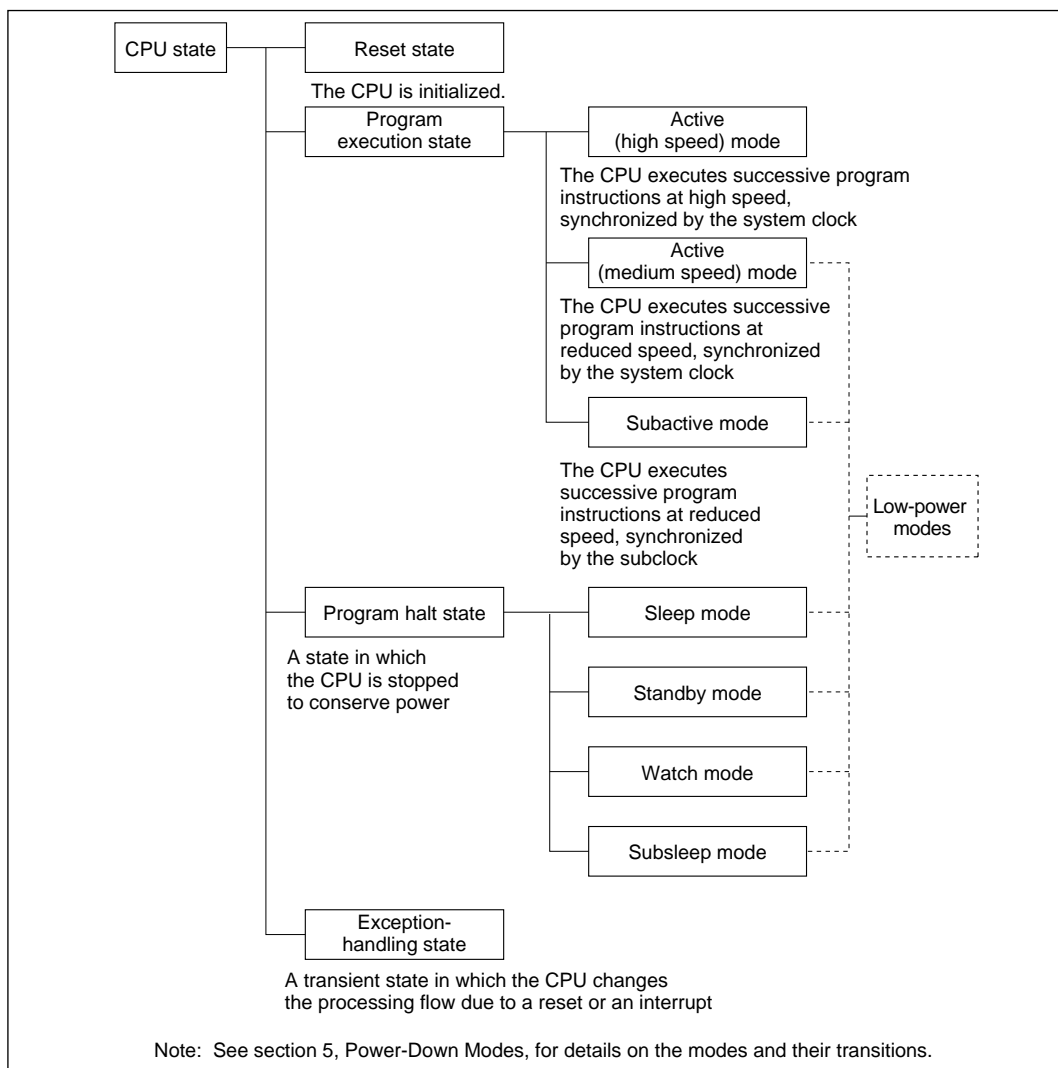 CPU state
Reset state
The CPU is initialized.
Program
execution state
Active
(high speed) mode
The CPU executes successive program
instructions at high speed,
synchronized by the system clock
Active
(medium speed) mode
The CPU executes successive
program instructions at
reduced speed, synchronized
by the system clock
Subactive mode
The CPU executes
successive program
instructions at reduced
speed, synchronized
by the subclock
Low-power
modes
Program halt state
A state in which
the CPU is stopped
to conserve power
Sleep mode
Standby mode
Watch mode
Subsleep mode
Exception-
handling state
A transient state in which the CPU changes
the processing flow due to a reset or an interrupt
Note: See section 5, Power-Down Modes, for details on the modes and their transitions.